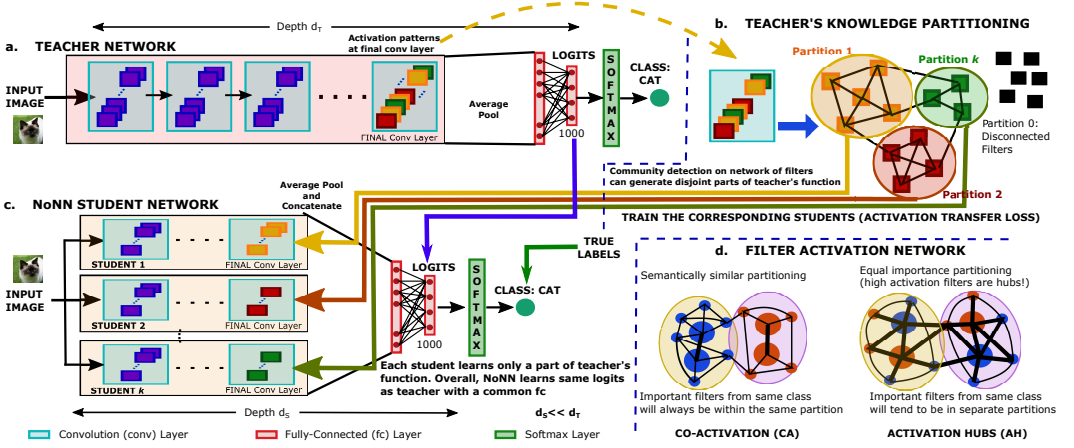 Depth dT
a. TEACHER NETWORK
Activation patterns
at final conv layer
INPUT
IMAGE
FINAL Conv Layer
Average
Pool
LOGITS
1000
SOFTMAX
CLASS:
CAT
b. TEACHER'S KNOWLEDGE PARTITIONING
Partition 1
Partition k
Partition 0:
Disconnected
Filters
Partition 2
Community detection on network of filters
can generate disjoint parts of teacher's function
TRAIN THE CORRESPONDING STUDENTS (ACTIVATION TRANSFER LOSS)
c. NoNN STUDENT NETWORK
Average Pool
and
Concatenate
INPUT
IMAGE
STUDENT 1
FINAL Conv Layer
STUDENT 2
FINAL Conv Layer
STUDENT k
FINAL Conv Layer
LOGITS
1000
SOFTMAX
CLASS: CAT
TRUE
LABELS
Each student learns only a part of teacher's
function. Overall, NoNN learns same logits
as teacher with a common fc
Depth dS
dS<< dT
d. FILTER ACTIVATION NETWORK
Semantically similar partitioning
Important filters from same class
will always be within the same partition
CO-ACTIVATION (CA)
Equal importance partitioning
(high activation filters are hubs!)
Important filters from same class
will tend to be in separate partitions
ACTIVATION HUBS (AH)
Convolution (conv) Layer
Fully-Connected (fc) Layer
Softmax Layer